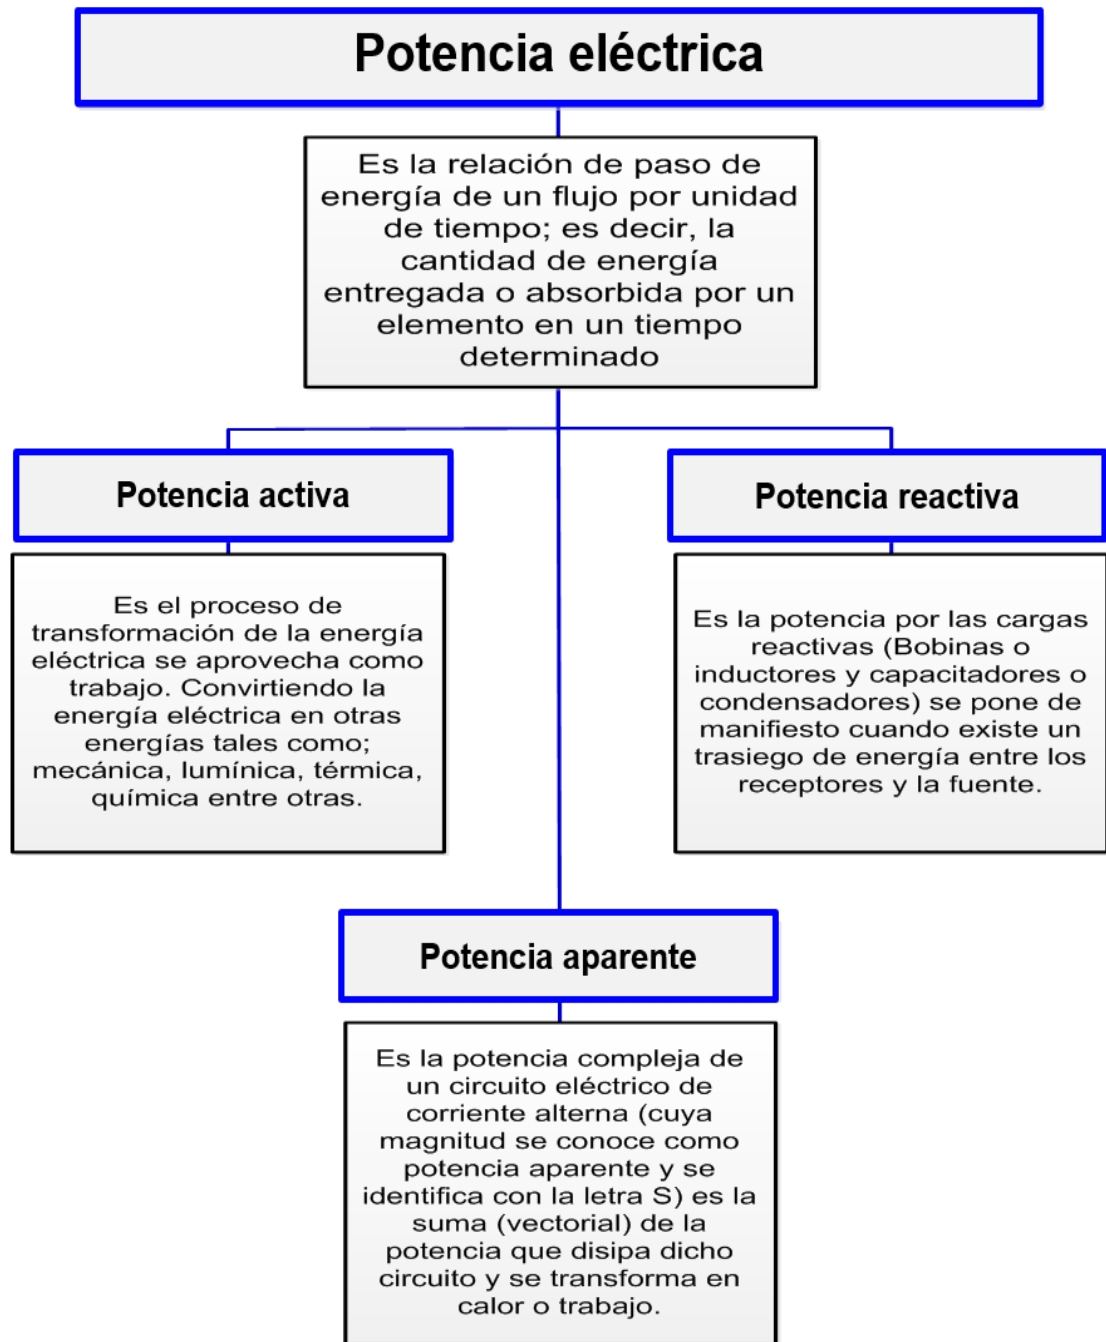 Potencia eléctrica
Es la relación de paso de
energía de un flujo por unidad
de tiempo; es decir, la
cantidad de energía
entregada o absorbida por un
elemento en un tiempo
determinado
Potencia activa
Es el proceso de
transformación de la energía
eléctrica se aprovecha como
trabajo. Convirtiendo la
energía eléctrica en otras
energías tales como;
mecánica, lumínica, térmica,
química entre otras.
Potencia reactiva
Es la potencia por las cargas
reactivas (Bobinas o
inductores y capacitadores o
condensadores) se pone de
manifiesto cuando existe un
trasiego de energía entre los
receptores y la fuente.
Potencia aparente
Es la potencia compleja de
un circuito eléctrico de
corriente alterna (cuya
magnitud se conoce como
potencia aparente y se
identifica con la letra S) es la
suma (vectorial) de la
potencia que disipa dicho
circuito y se transforma en
calor o trabajo.